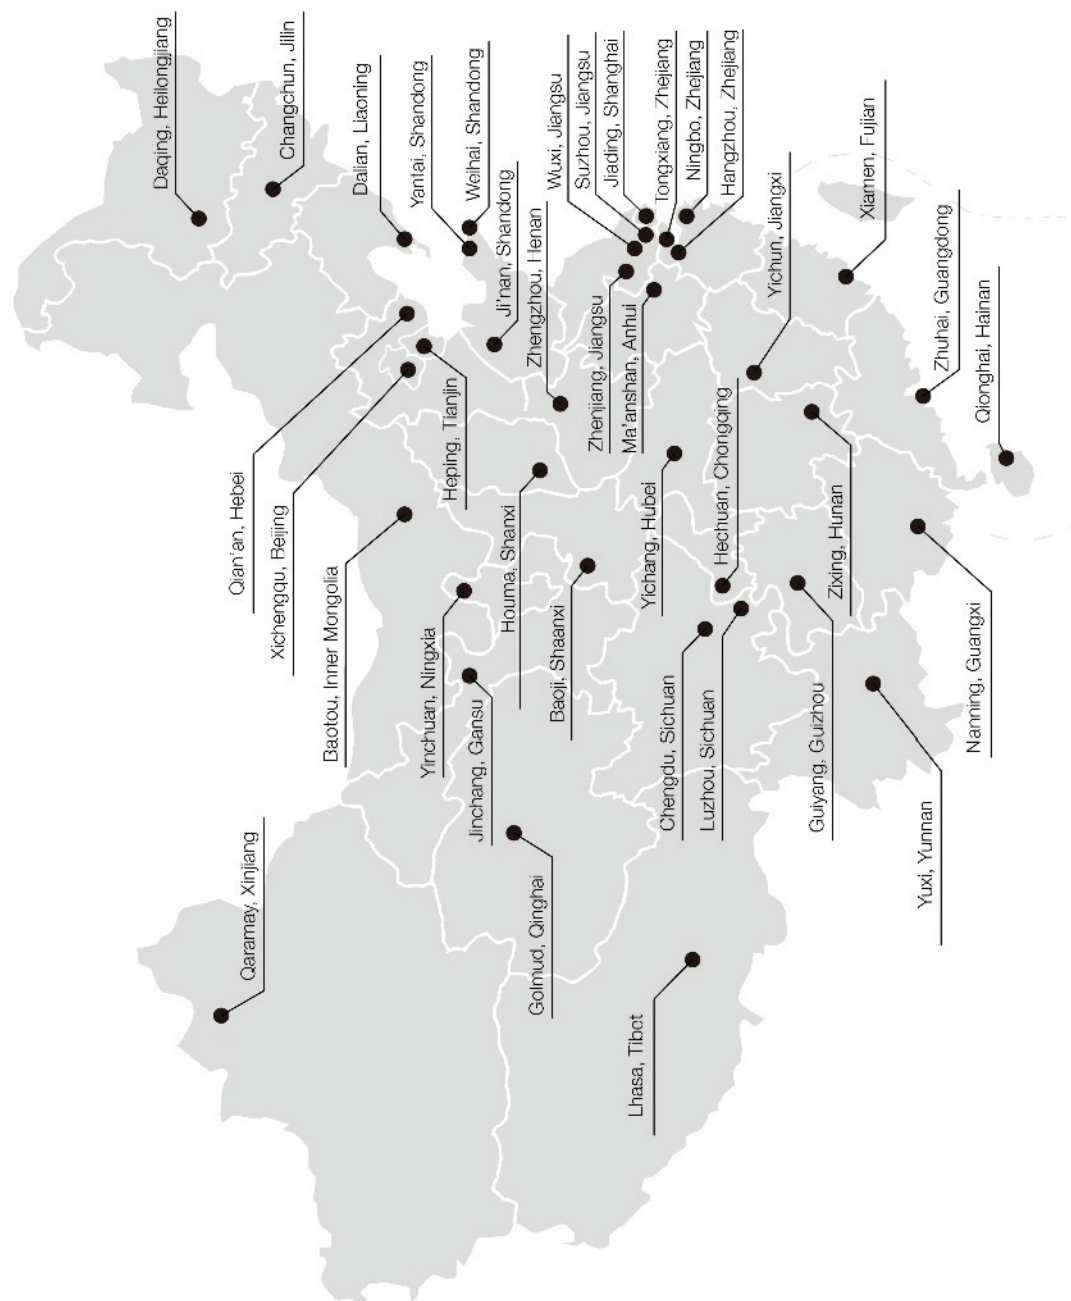 Daqing, Heilongjiang
Changchun, Jilin
Dalian, Liaoning
Yantai, Shandong
Weihai, Shandong
Ji'nan, Shandong
Zhengzhou, Henan
Wuxi, Jiangsu
Suzhou, Jiangsu
Jiading, Shanghai
Tongxiang, Zhejiang
Ningbo, Zhejiang
Hangzhou, Zhejiang
Zhenjiang, Jiangsu
Ma'anshan, Anhui
Yichun, Jiangxi
Xiamen, Fujian
Zhuhai, Guangdong
Qionghai, Hainan
Qian'an, Hebei
Xichengqu, Beijing
Heping, Tianjin
Baotou, Inner Mongolia
Yinchuan, Ningxia
Jinchang, Gansu
Houma, Shanxi
Baoji, Shaanxi
Yichang, Hubei
Hechuan, Chongqing
Zixing, Hunan
Chengdu, Sichuan
Luzhou, Sichuan
Guiyang, Guizhou
Nanning, Guangxi
Yuxi, Yunnan
Qaramay, Xinjiang
Golmud, Qinghai
Lhasa, Tibet